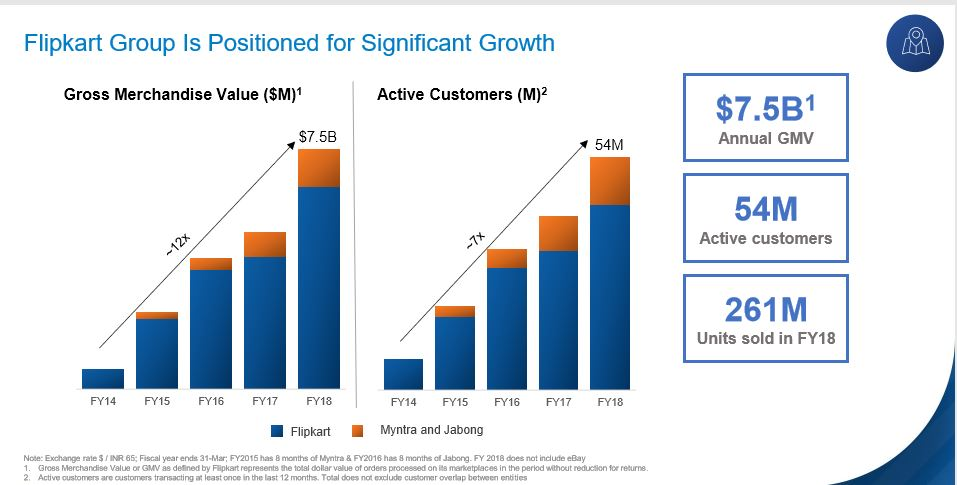 Flipkart Group Is Positioned for Significant Growth
Gross Merchandise Value ($M)1
Active Customers (M)2
$7.5B
~12x
FY14 FY15 FY16 FY17 FY18
54M
~7x
FY14 FY15 FY16 FY17 FY18
Flipkart
Myntra and Jabong
$7.5B1
Annual GMV
54M
Active customers
261M
Units sold in FY18
Note: Exchange rate $ / INR 65; Fiscal year ends 31-Mar; FY2015 has 8 months of Myntra & FY2016 has 8 months of Jabong. FY 2018 does not include eBay
1. Gross Merchandise Value or GMV as defined by Flipkart represents the total dollar value of orders processed on its marketplaces in the period without reduction for returns.
2. Active customers are customers transacting at least once in the last 12 months. Total does not exclude customer overlap between entities